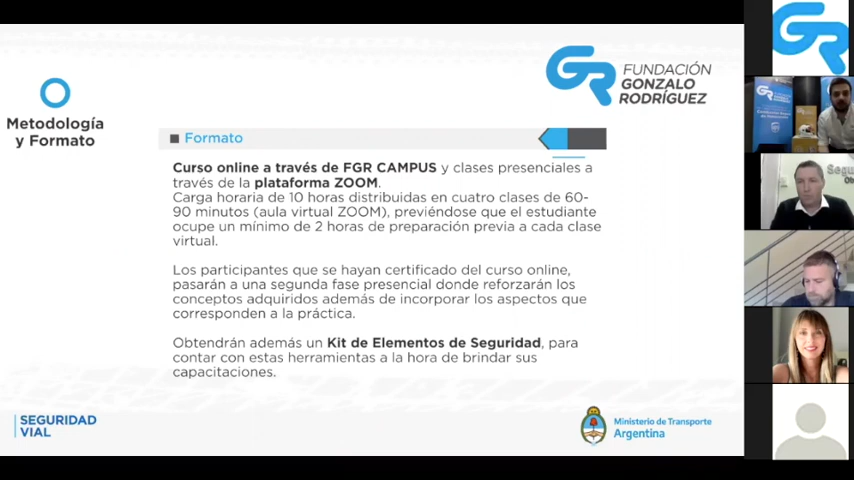 FUNDACIÓN
GONZALO
RODRÍGUEZ
Metodología
y Formato
Formato
Curso online a través de FGR CAMPUS y clases presenciales a
través de la plataforma ZOOM.
Carga horaria de 10 horas distribuidas en cuatro clases de 60-
90 minutos (aula virtual ZOOM), previéndose que el estudiante
ocupe un mínimo de 2 horas de preparación previa a cada clase
virtual.
Los participantes que se hayan certificado del curso online,
pasarán a una segunda fase presencial donde reforzarán los
conceptos adquiridos además de incorporar los aspectos que
corresponden a la práctica.
Obtendrán además un Kit de Elementos de Seguridad, para
contar con estas herramientas a la hora de brindar sus
capacitaciones.
SEGURIDAD
VIAL
Ministerio de Transporte
Argentina
GR
GR